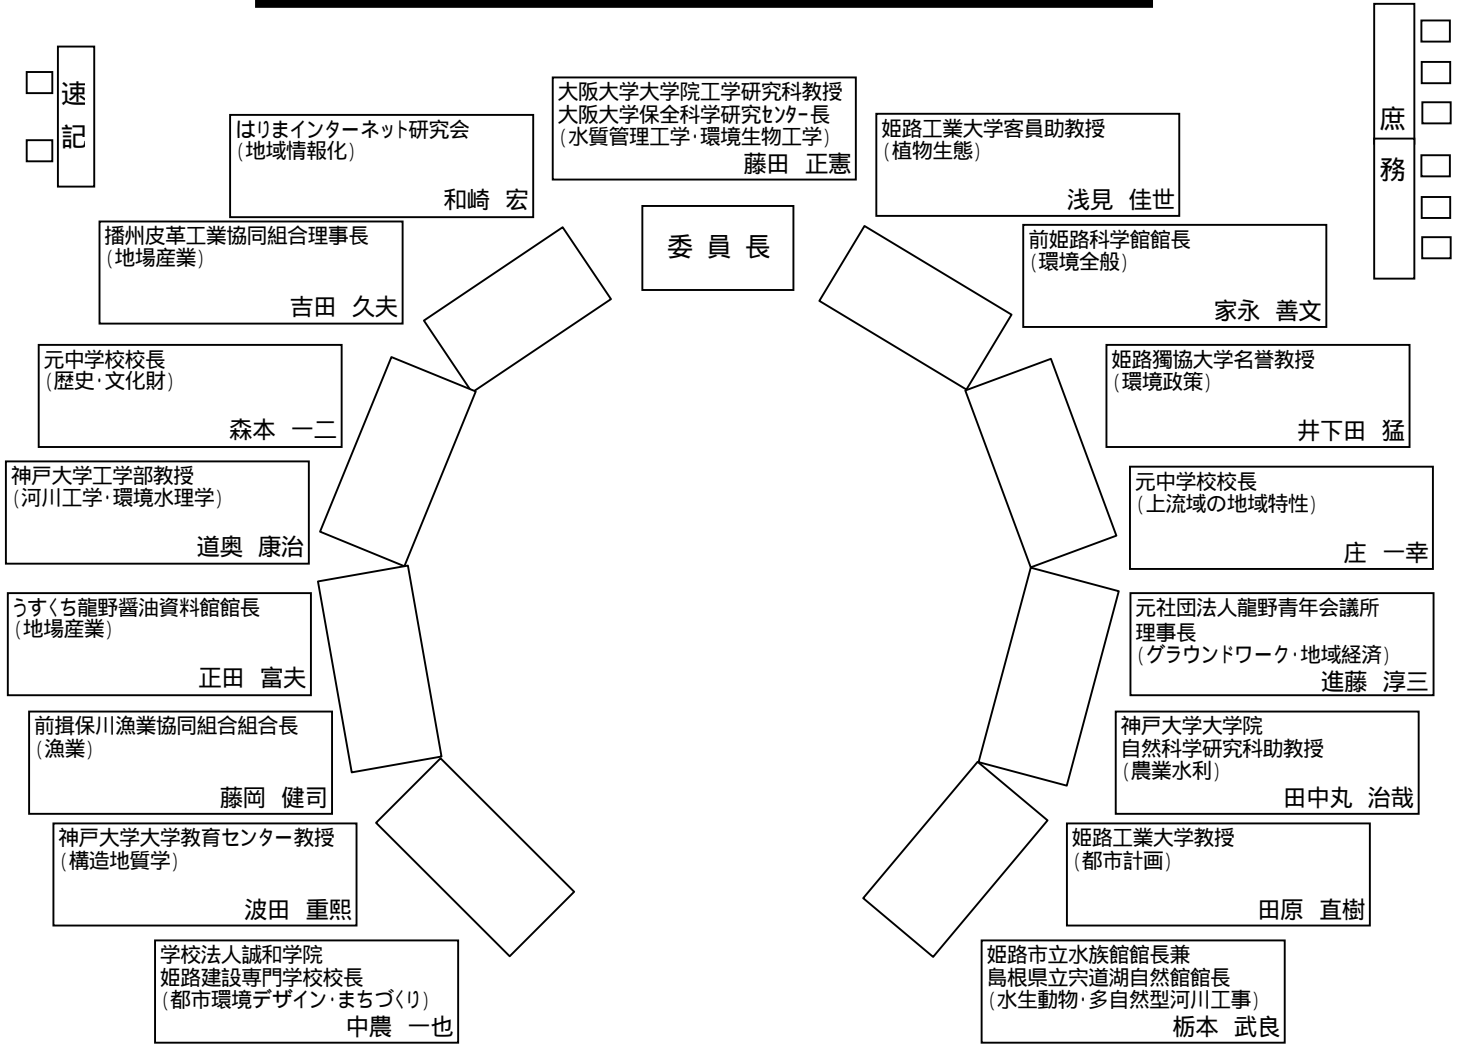 速記
庶務
大阪大学大学院工学研究科教授
大阪大学保全科学研究センター長
(水質管理工学・環境生物工学)
藤田 正憲
委員長
はりまインターネット研究会
(地域情報化)
和崎 宏
播州皮革工業協同組合理事長
(地場産業)
吉田 久夫
元中学校校長
(歴史・文化財)
森本 一二
神戸大学工学部教授
(河川工学・環境水理学)
道奥 康治
うすくち龍野醤油資料館館長
(地場産業)
正田 富夫
前揖保川漁業協同組合組合長
(漁業)
藤岡 健司
神戸大学大学教育センター教授
(構造地質学)
波田 重熙
学校法人誠和学院
姫路建設専門学校校長
(都市環境デザイン・まちづくり)
中農 一也
姫路工業大学客員助教授
(植物生態)
浅見 佳世
前姫路科学館館長
(環境全般)
家永 善文
姫路獨協大学名誉教授
(環境政策)
井下田 猛
元中学校校長
(上流域の地域特性)
庄 一幸
元社団法人龍野青年会議所
理事長
(グラウンドワーク・地域経済)
進藤 淳三
神戸大学大学院
自然科学研究科助教授
(農業水利)
田中丸 治哉
姫路工業大学教授
(都市計画)
田原 直樹
姫路市立水族館館長兼
島根県立宍道湖自然館館長
(水生動物・多自然型河川工事)
栃本 武良